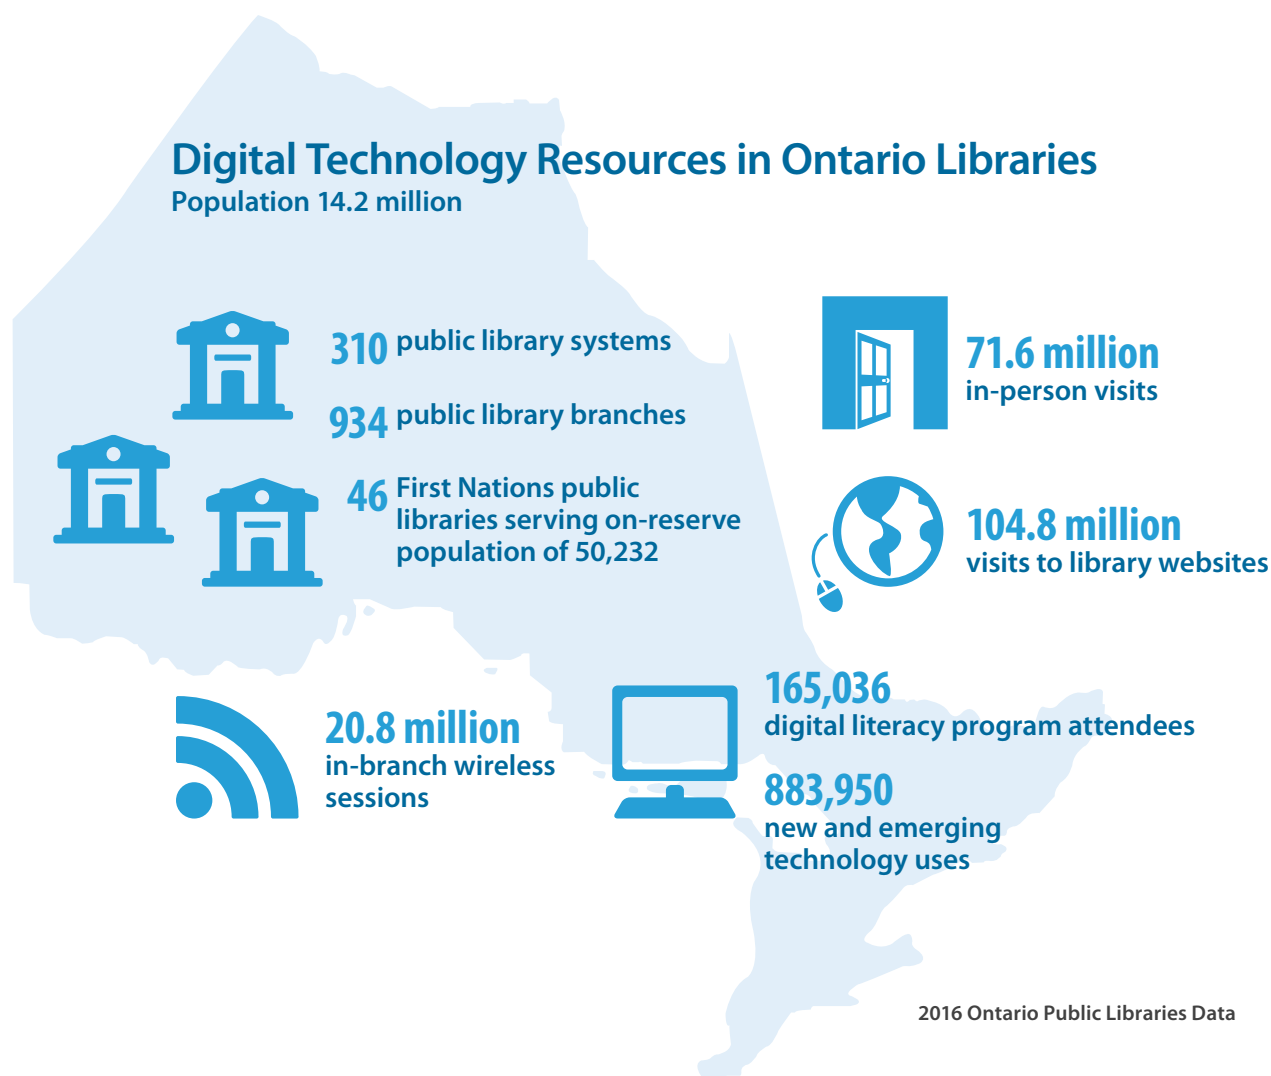 Digital Technology Resources in Ontario Libraries
Population 14.2 million
310 public library systems
934 public library branches
46 First Nations public
libraries serving on-reserve
population of 50,232
71.6 million
in-person visits
104.8 million
visits to library websites
20.8 million
in-branch wireless
sessions
165,036
digital literacy program attendees
883,950
new and emerging
technology uses
2016 Ontario Public Libraries Data